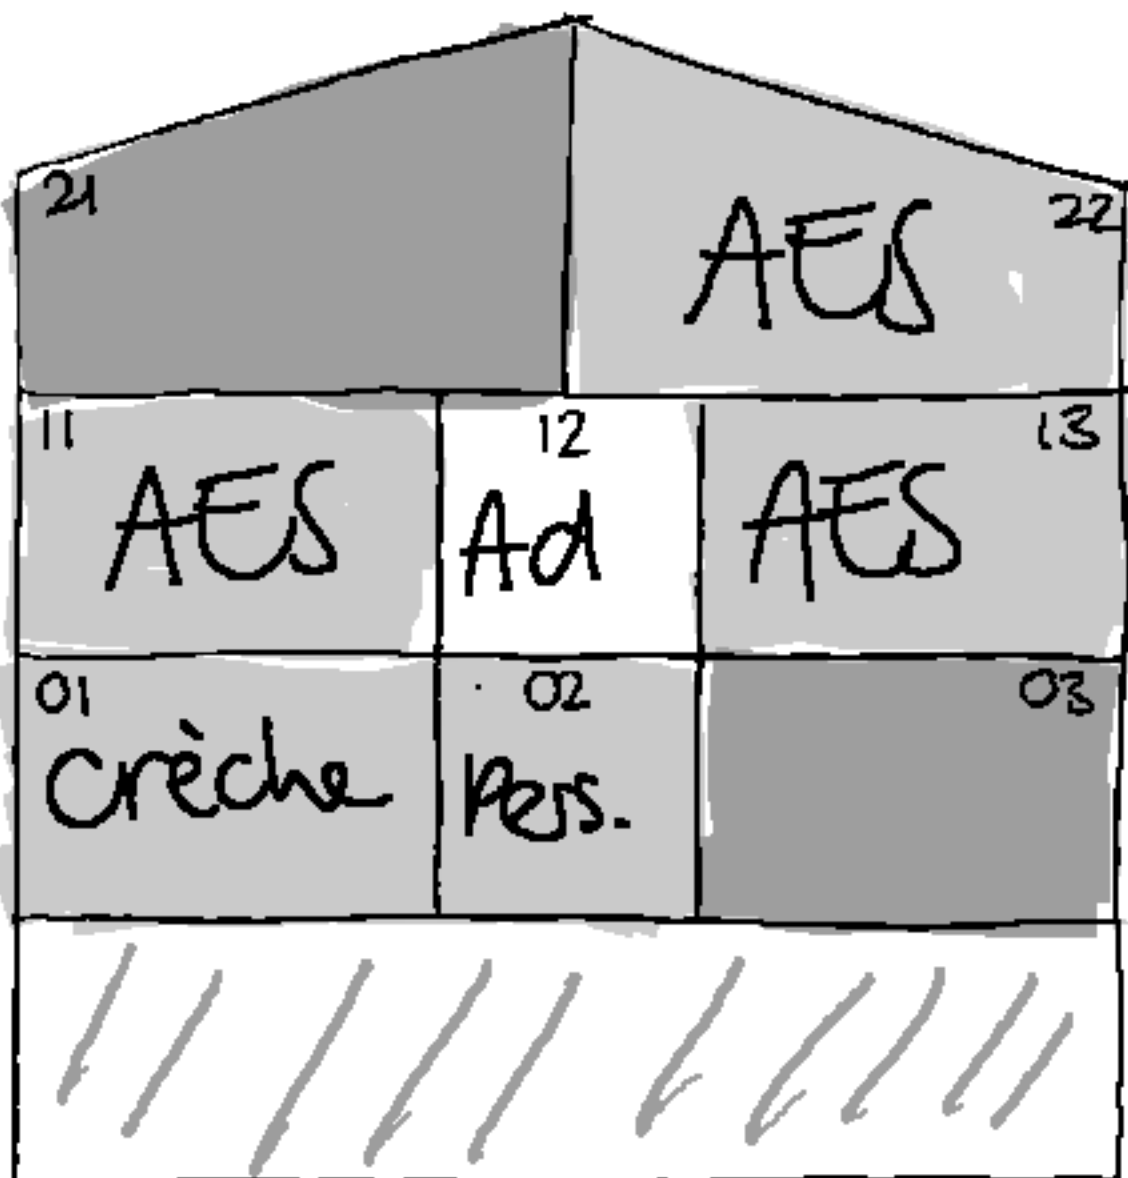 21
AES 22
11 12 13
AES Ad AES
01 02 03
Crèche Pers.